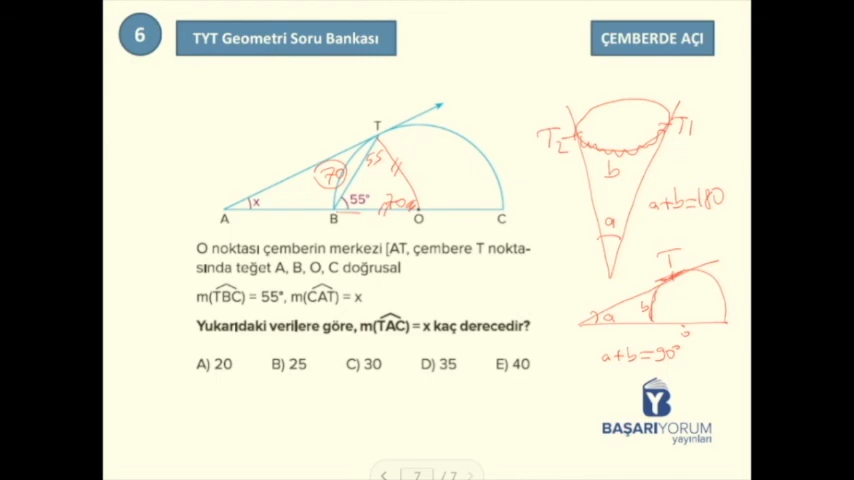 6
TYT Geometri Soru Bankası
ÇEMBERDE AÇI
T
70
55
x
55°
70
A
B
O
C
O noktası çemberin merkezi [AT, çembere T nokta-
sında teğet A, B, O, C doğrusal
m(TBC) = 55°, m(CAT) = x
Yukarıdaki verilere göre, m(TAC) = x kaç derecedir?
A) 20 B) 25 C) 30 D) 35 E) 40
T2
T1
b
a
a+b=180
T
b
a
a+b=90°
BAŞARIYORUM
yayınları
7 / 7